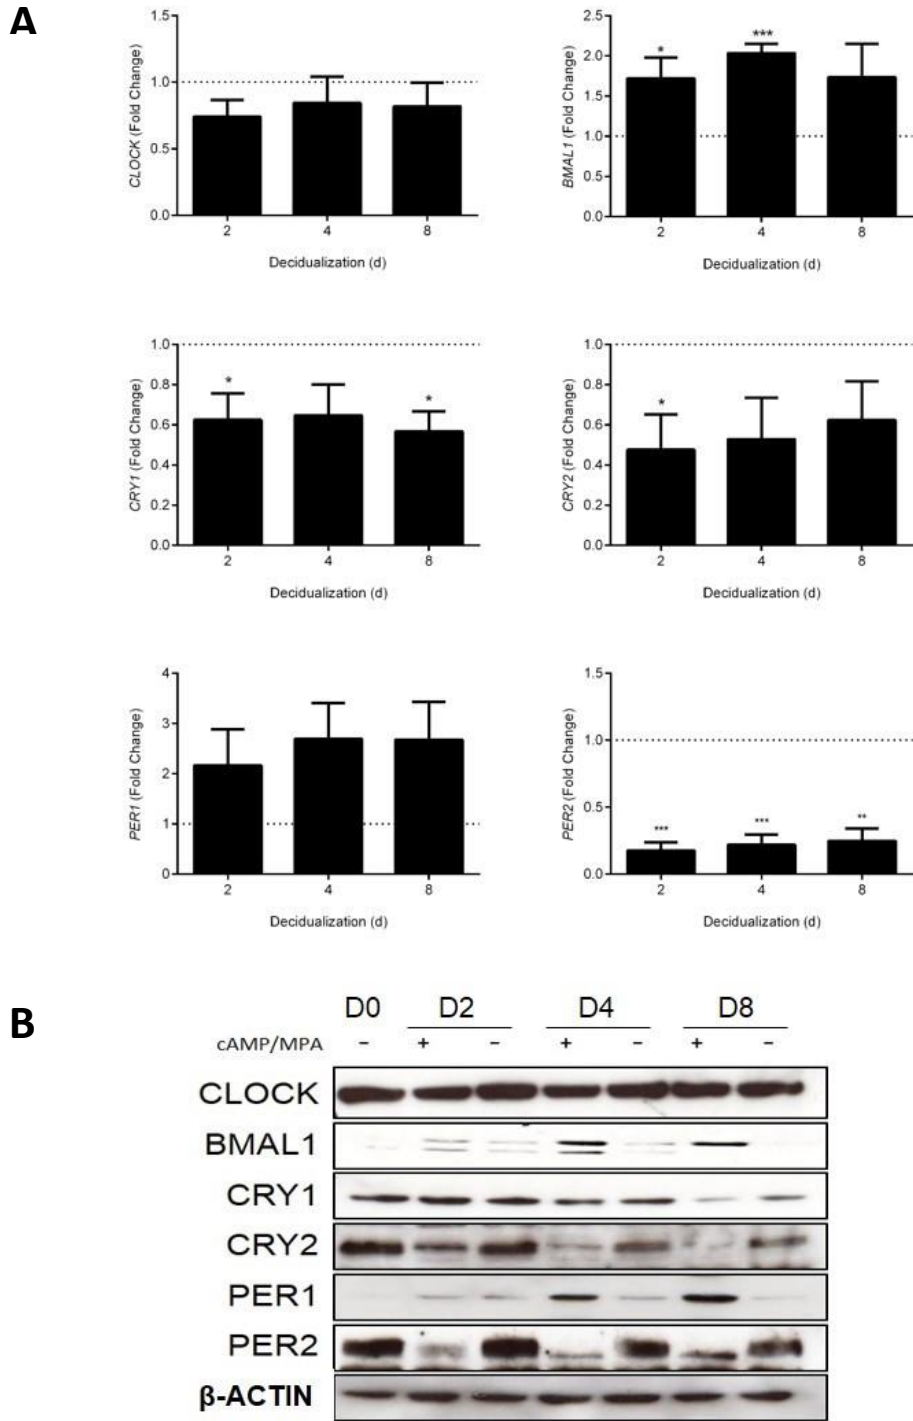 A
CLOCK (Fold Change)
1.5
1.0
0.5
0.0
2 4 8
Decidualization (d)
BMAL1 (Fold Change)
2.5
2.0
1.5
1.0
0.5
0.0
* ***
2 4 8
Decidualization (d)
CRY1 (Fold Change)
1.0
0.8
0.6
0.4
0.2
0.0
* *
2 4 8
Decidualization (d)
CRY2 (Fold Change)
1.0
0.8
0.6
0.4
0.2
0.0
*
2 4 8
Decidualization (d)
PER1 (Fold Change)
4
3
2
1
0
2 4 8
Decidualization (d)
PER2 (Fold Change)
1.5
1.0
0.5
0.0
*** *** **
2 4 8
Decidualization (d)
B
D0 D2 D4 D8
cAMP/MPA - + - + - + -
CLOCK
BMAL1
CRY1
CRY2
PER1
PER2
β-ACTIN